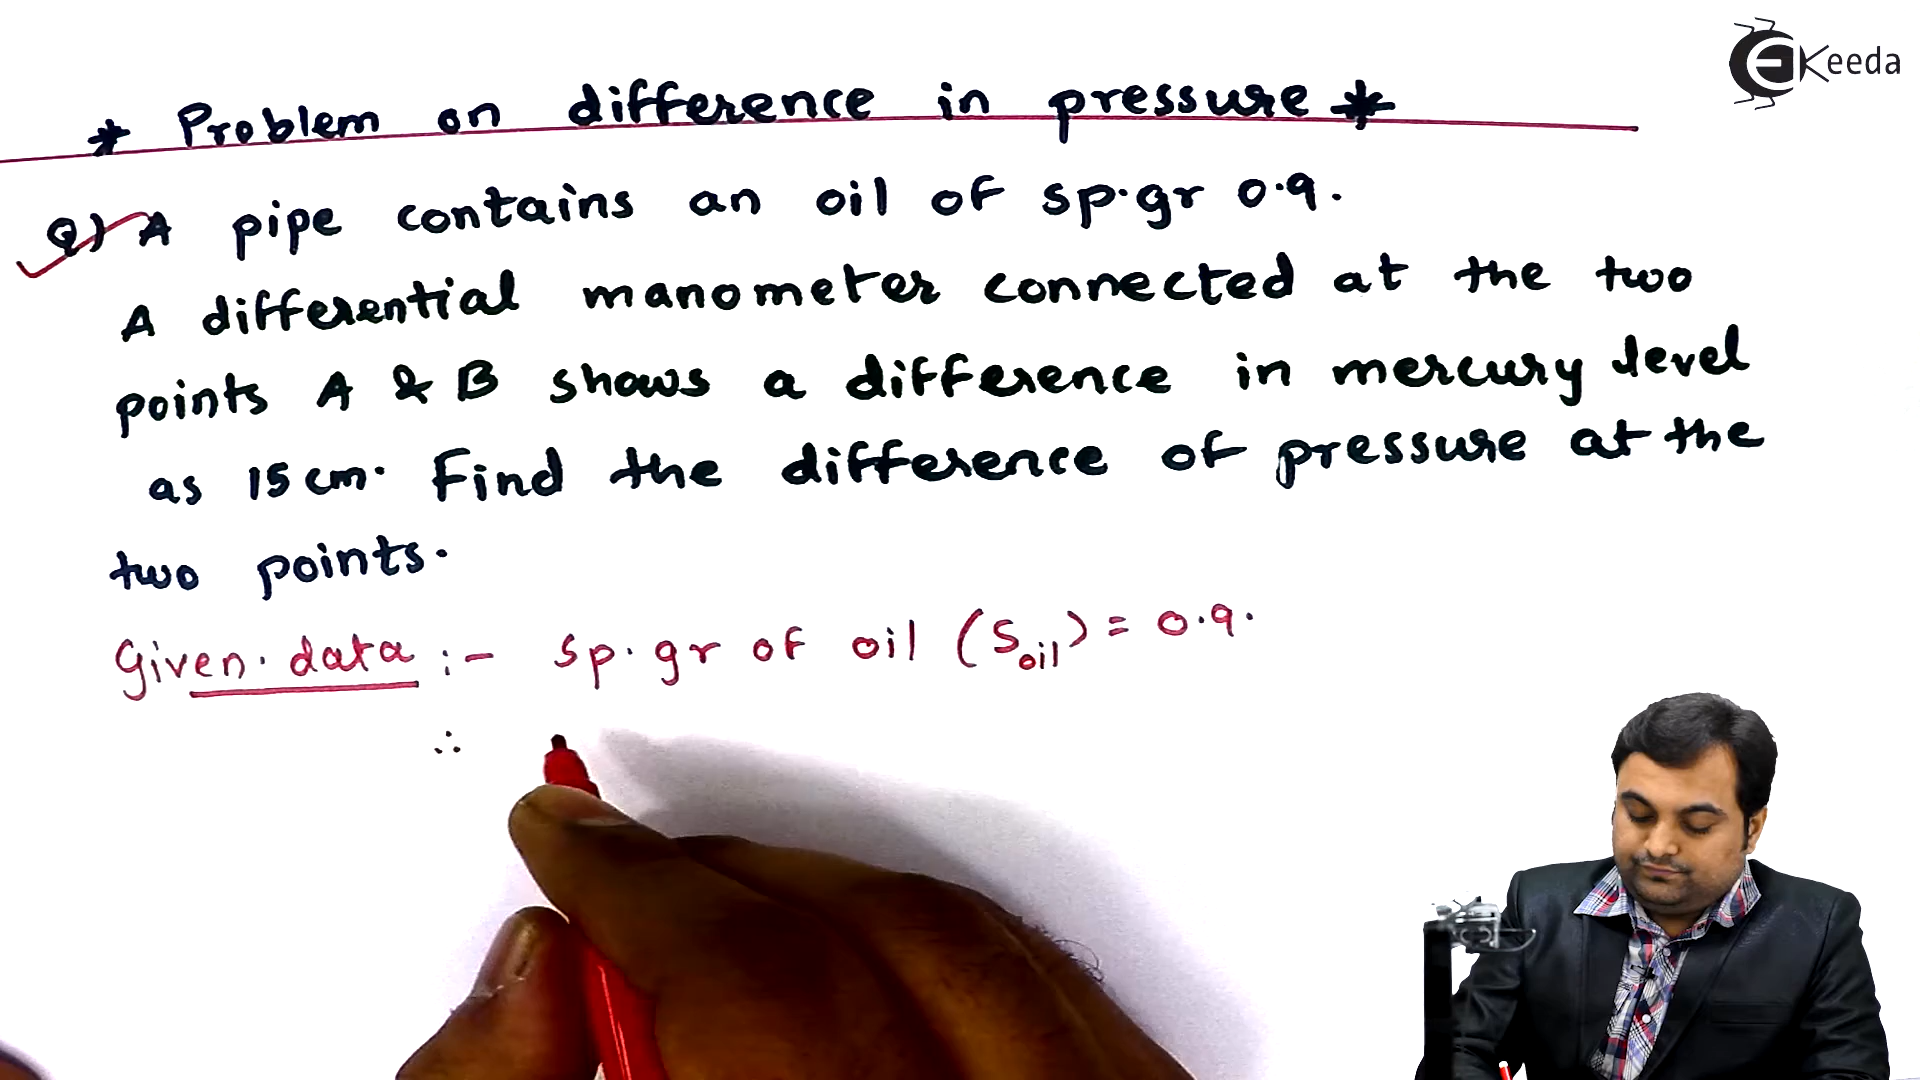 EKeeda
* Problem on difference in pressure *
Q) A pipe contains an oil of sp.gr 0.9.
A differential manometer connected at the two
points A & B shows a difference in mercury level
as 15 cm. Find the difference of pressure at the
two points.
Given data :- sp.gr of oil (Soil) = 0.9.
∴